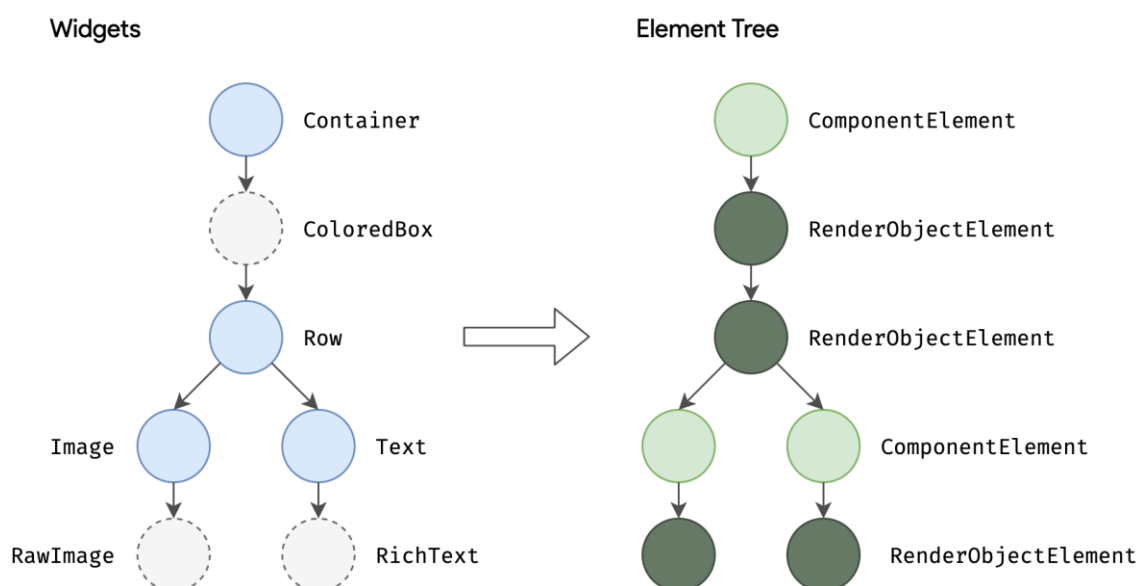 Widgets
Element Tree
Container
ComponentElement
ColoredBox
RenderObjectElement
Row
RenderObjectElement
Image
Text
ComponentElement
RawImage
RichText
RenderObjectElement